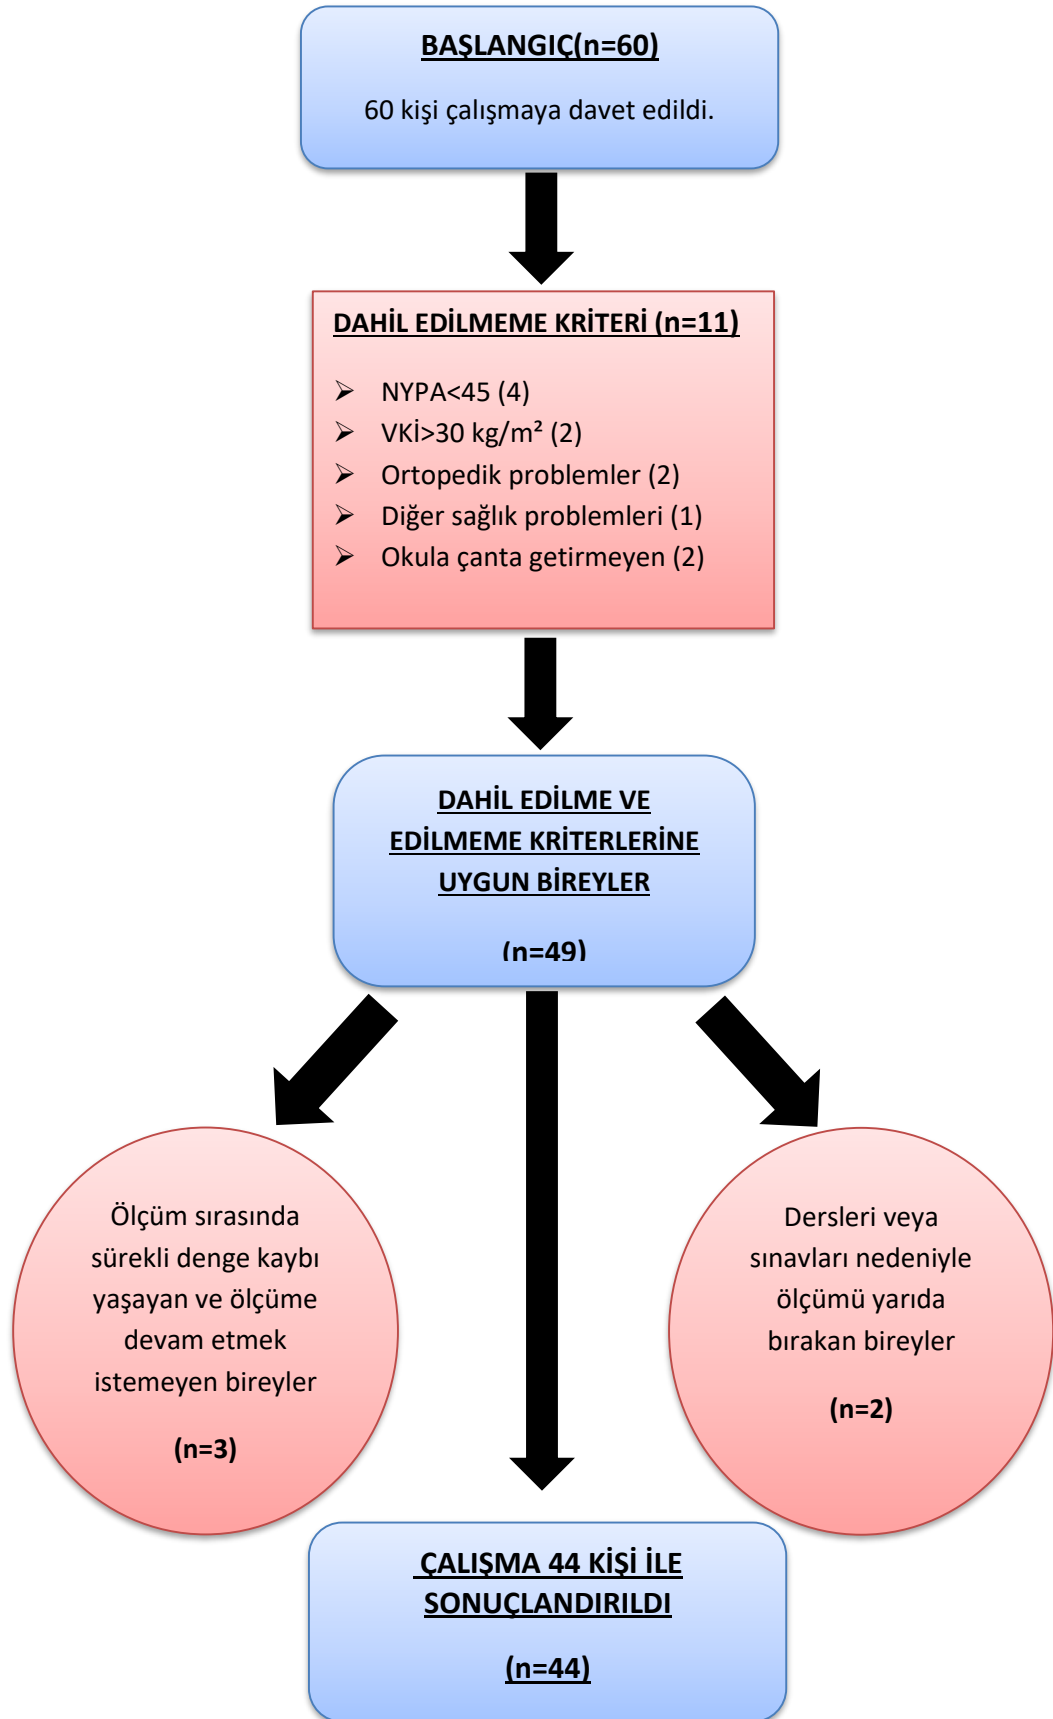 BAŞLANGIÇ(n=60)
60 kişi çalışmaya davet edildi.
DAHİL EDİLMEME KRİTERİ (n=11)
➢ NYPA<45 (4)
➢ VKİ>30 kg/m² (2)
➢ Ortopedik problemler (2)
➢ Diğer sağlık problemleri (1)
➢ Okula çanta getirmeyen (2)
DAHİL EDİLME VE
EDİLMEME KRİTERLERİNE
UYGUN BİREYLER
(n=49)
Ölçüm sırasında
sürekli denge kaybı
yaşayan ve ölçüme
devam etmek
istemeyen bireyler
(n=3)
Dersleri veya
sınavları nedeniyle
ölçümü yarıda
bırakan bireyler
(n=2)
ÇALIŞMA 44 KİŞİ İLE
SONUÇLANDIRILDI
(n=44)